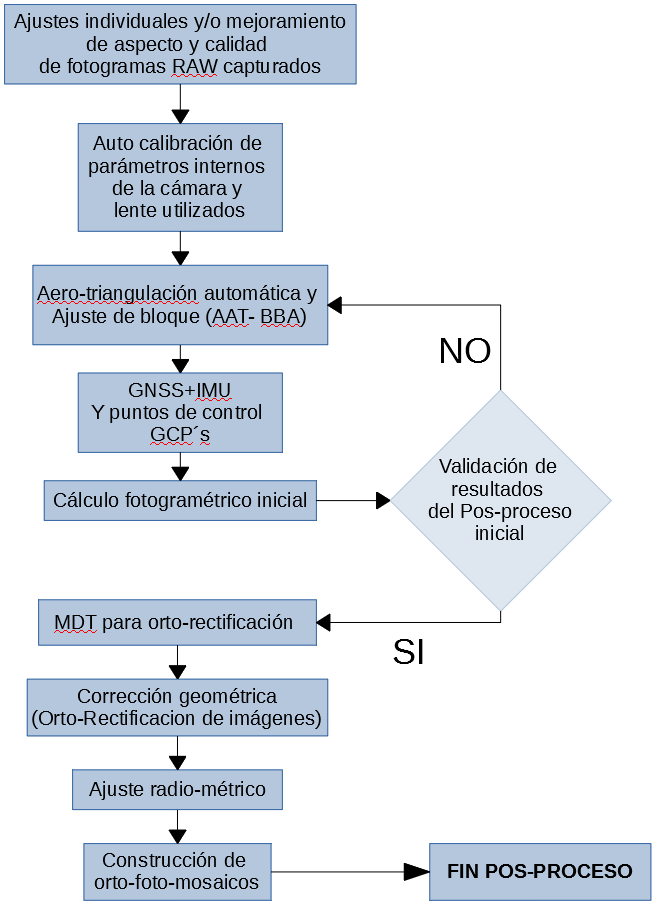 Ajustes individuales y/o mejoramiento
de aspecto y calidad
de fotogramas RAW capturados
Auto calibración de
parámetros internos
de la cámara y
lente utilizados
Aero-triangulación automática y
Ajuste de bloque (AAT- BBA)
NO
GNSS+IMU
Y puntos de control
GCP´s
Cálculo fotogramétrico inicial
Validación de
resultados
del Pos-proceso
inicial
SI
MDT para orto-rectificación
Corrección geométrica
(Orto-Rectificacion de imágenes)
Ajuste radio-métrico
Construcción de
orto-foto-mosaicos
FIN POS-PROCESO